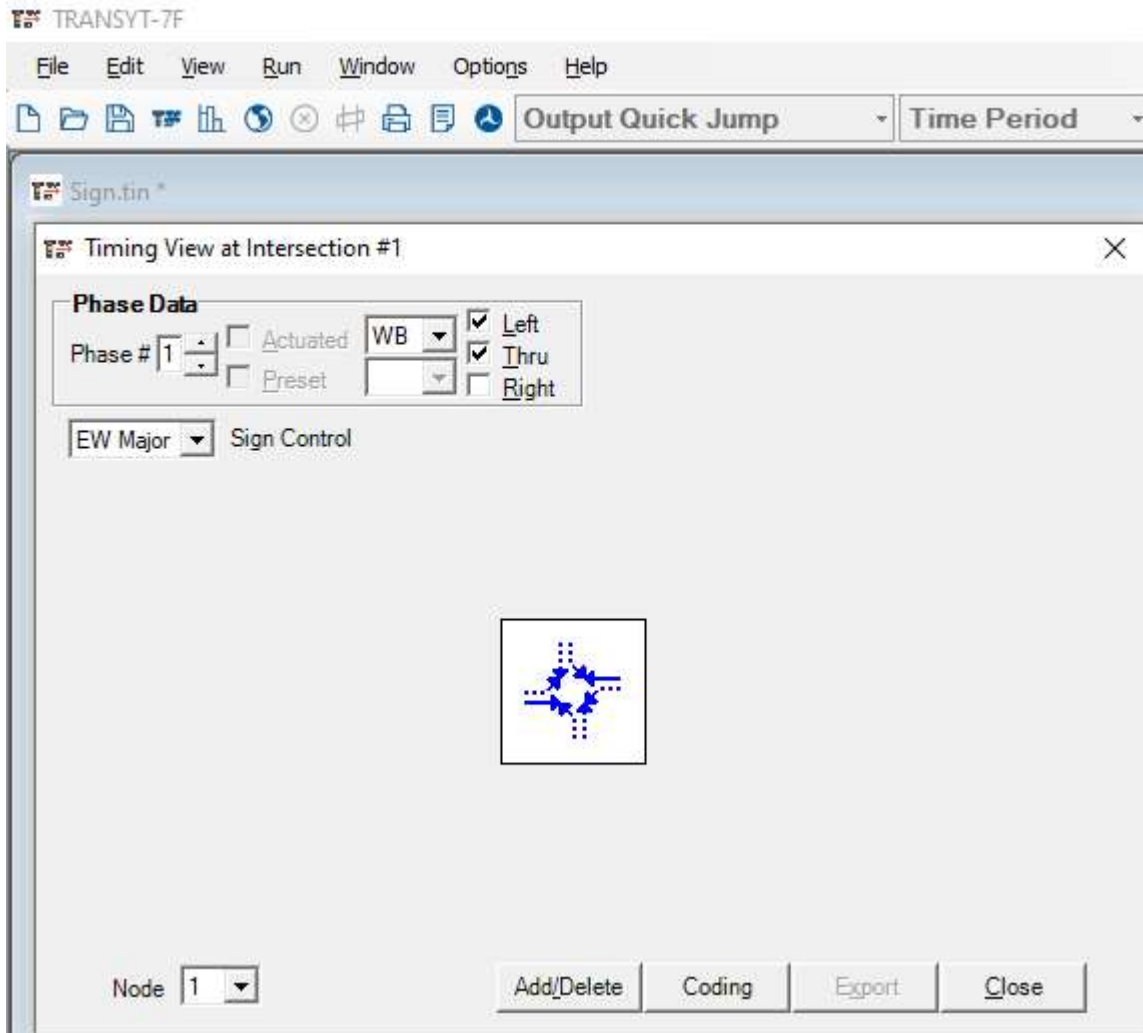 TRANSYT-7F
File Edit View Run Window Options Help
Output Quick Jump Time Period
Sign.tin *
Timing View at Intersection #1
Phase Data
Phase # 1 Actuated WB Left
Thru
Preset Right
EW Major Sign Control
Node 1 Add/Delete Coding Export Close